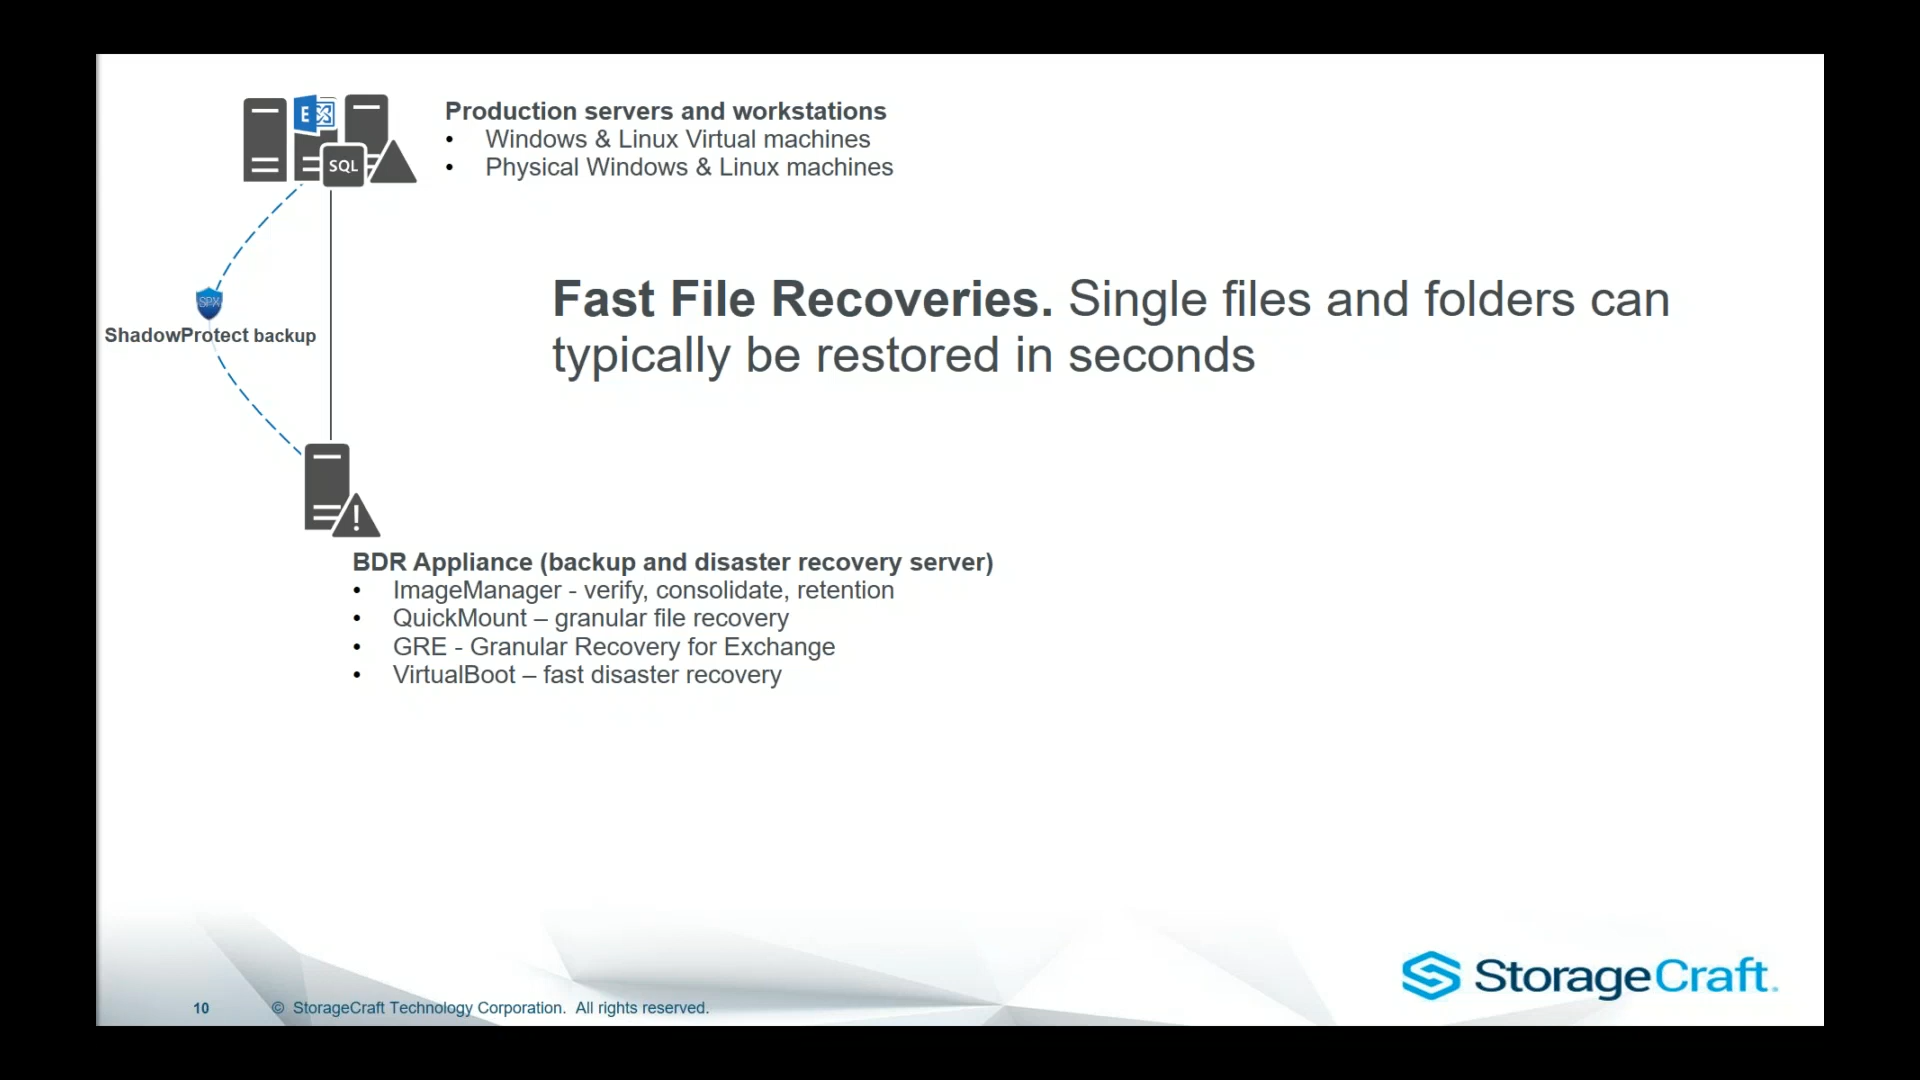 E
SQL
Production servers and workstations
• Windows & Linux Virtual machines
• Physical Windows & Linux machines
Fast File Recoveries. Single files and folders can
typically be restored in seconds
SPX
ShadowProtect backup
!
BDR Appliance (backup and disaster recovery server)
• ImageManager - verify, consolidate, retention
• QuickMount – granular file recovery
• GRE - Granular Recovery for Exchange
• VirtualBoot – fast disaster recovery
StorageCraft.
10 © StorageCraft Technology Corporation. All rights reserved.